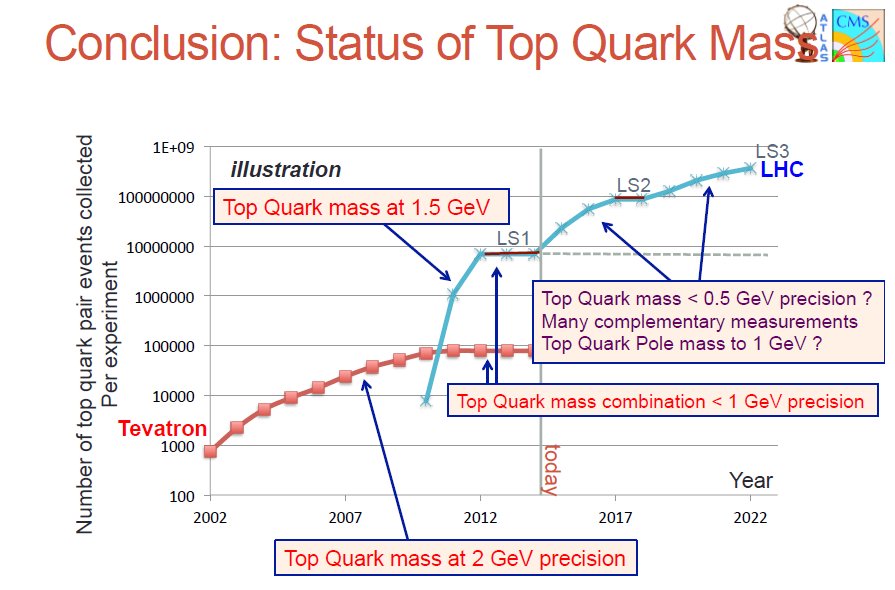 Conclusion: Status of Top Quark Mass
ATLAS
CMS
Number of top quark pair events collected
Per experiment
1E+09
100000000
10000000
1000000
100000
10000
1000
100
illustration
LS3
LHC
LS2
Top Quark mass at 1.5 GeV
LS1
Top Quark mass < 0.5 GeV precision ?
Many complementary measurements
Top Quark Pole mass to 1 GeV ?
Top Quark mass combination < 1 GeV precision
Tevatron
today
Year
2002
2007
2012
2017
2022
Top Quark mass at 2 GeV precision